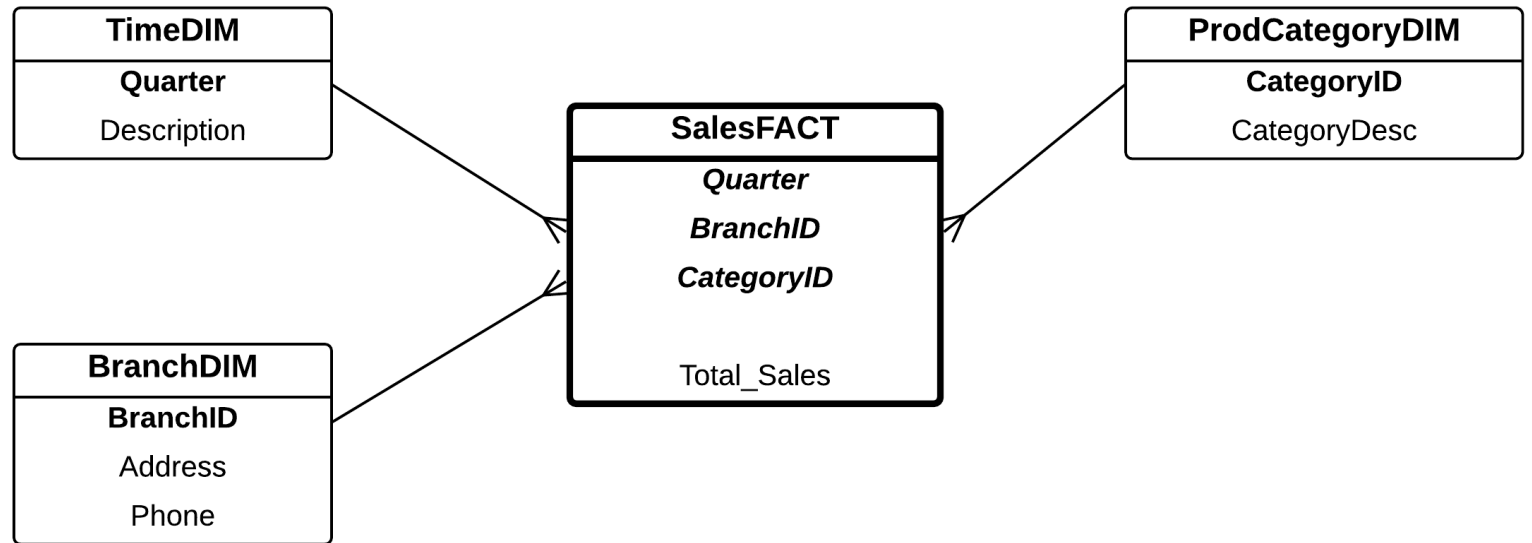 TimeDIM
Quarter
Description
ProdCategoryDIM
CategoryID
CategoryDesc
SalesFACT
Quarter
BranchID
CategoryID
Total_Sales
BranchDIM
BranchID
Address
Phone